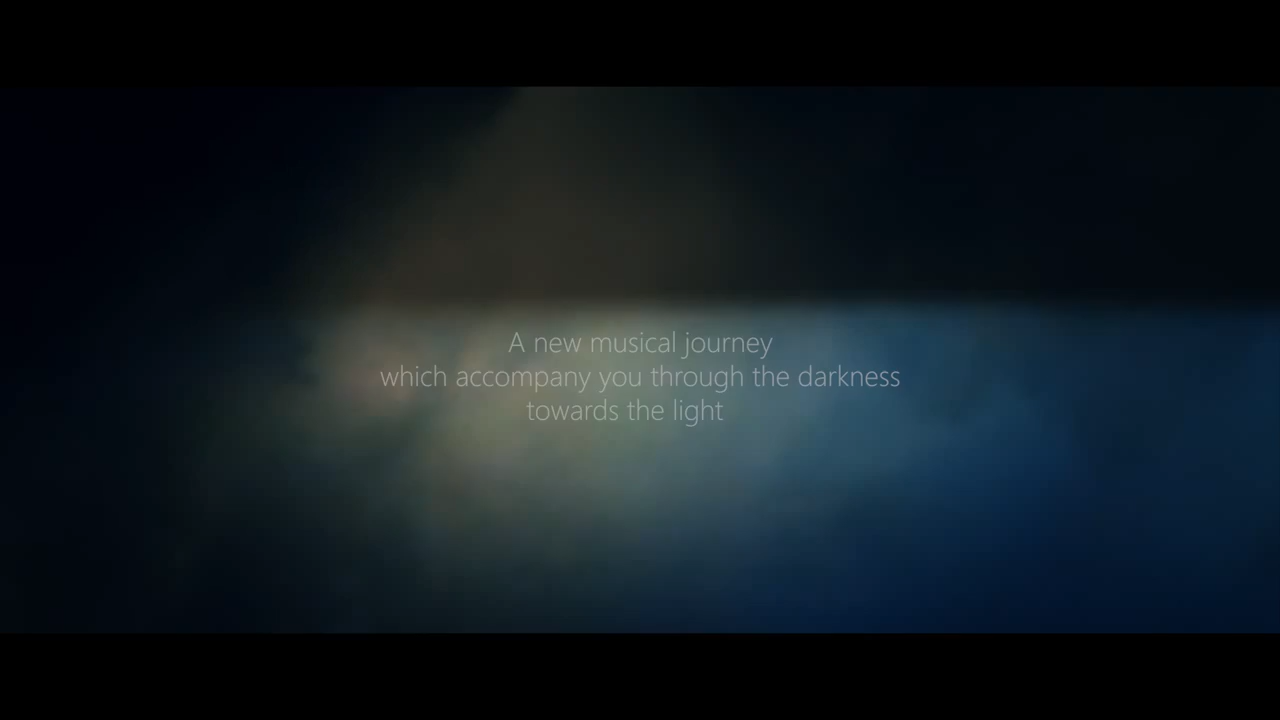 A new musical journey
which accompany you through the darkness
towards the light